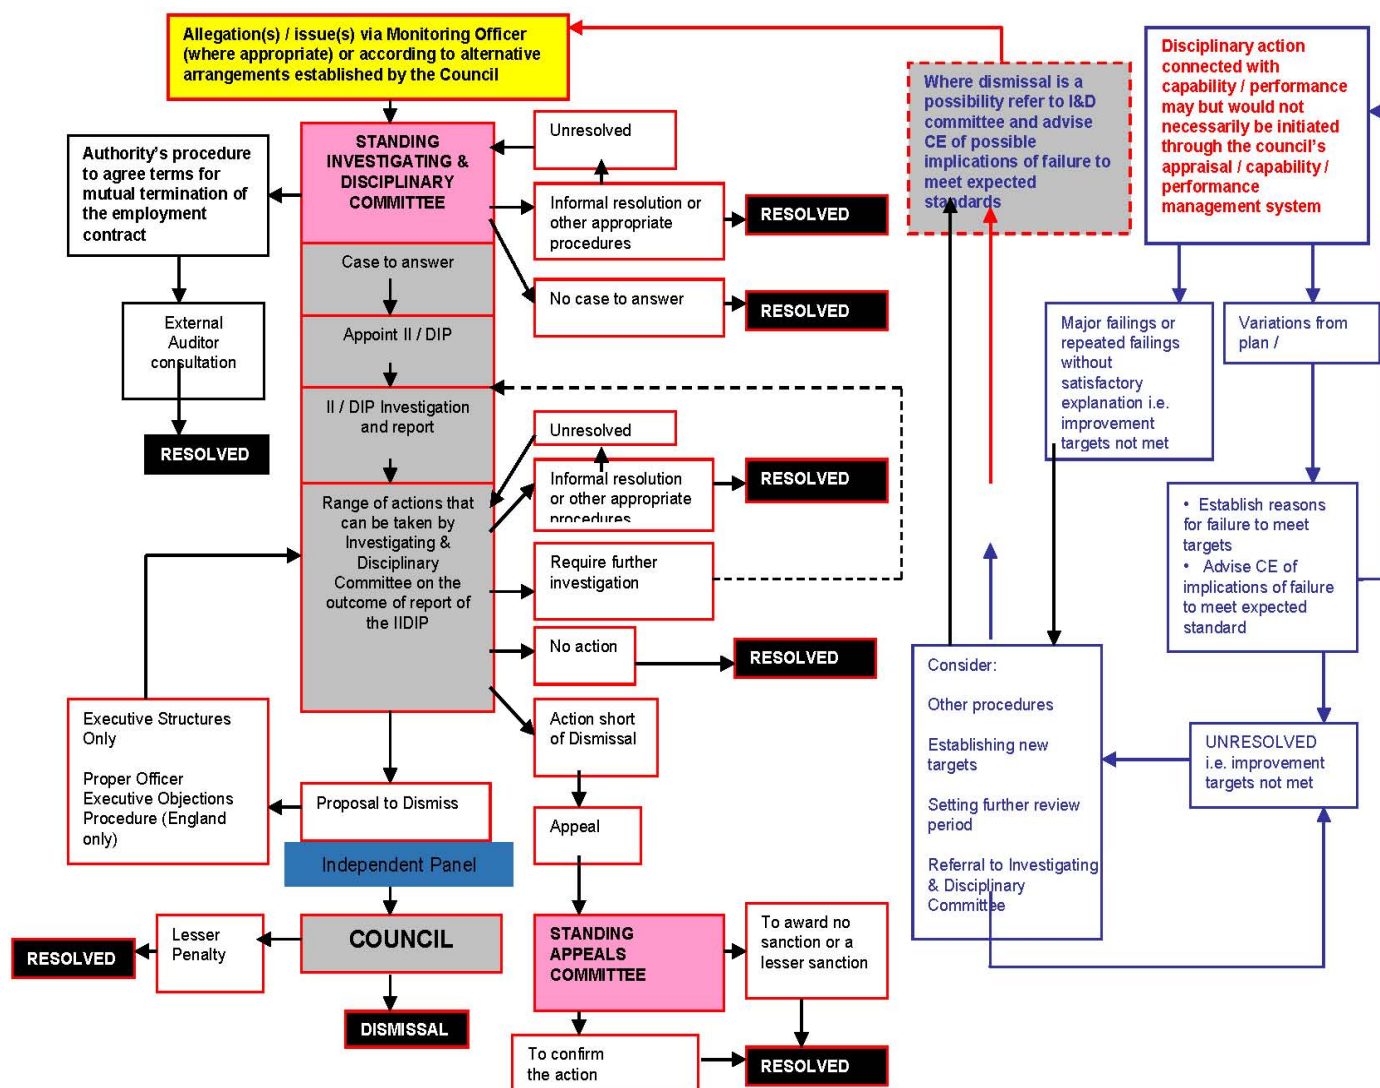 Allegation(s) / issue(s) via Monitoring Officer
(where appropriate) or according to alternative
arrangements established by the Council
Authority's procedure
to agree terms for
mutual termination of
the employment
contract
External
Auditor
consultation
RESOLVED
STANDING
INVESTIGATING &
DISCIPLINARY
COMMITTEE
Unresolved
Informal resolution or
other appropriate
procedures
RESOLVED
No case to answer
RESOLVED
Case to answer
Appoint II / DIP
II / DIP Investigation
and report
Range of actions that
can be taken by
Investigating &
Disciplinary
Committee on the
outcome of report of
the IIDIP
Unresolved
Informal resolution
or other appropriate
procedures
RESOLVED
Require further
investigation
No action
RESOLVED
Action short
of Dismissal
Appeal
Executive Structures
Only
Proper Officer
Executive Objections
Procedure (England
only)
Proposal to Dismiss
Independent Panel
COUNCIL
Lesser
Penalty
RESOLVED
DISMISSAL
STANDING
APPEALS
COMMITTEE
To award no
sanction or a
lesser sanction
To confirm
the action
RESOLVED
Where dismissal is a
possibility refer to I&D
committee and advise
CE of possible
implications of failure to
meet expected
standards
Disciplinary action
connected with
capability / performance
may but would not
necessarily be initiated
through the council's
appraisal / capability /
performance
management system
Major failings or
repeated failings
without
satisfactory
explanation i.e.
improvement
targets not met
Variations from
plan /
• Establish reasons
for failure to meet
targets
• Advise CE of
implications of failure
to meet expected
standard
UNRESOLVED
i.e. improvement
targets not met
Consider:
Other procedures
Establishing new
targets
Setting further review
period
Referral to Investigating
& Disciplinary
Committee